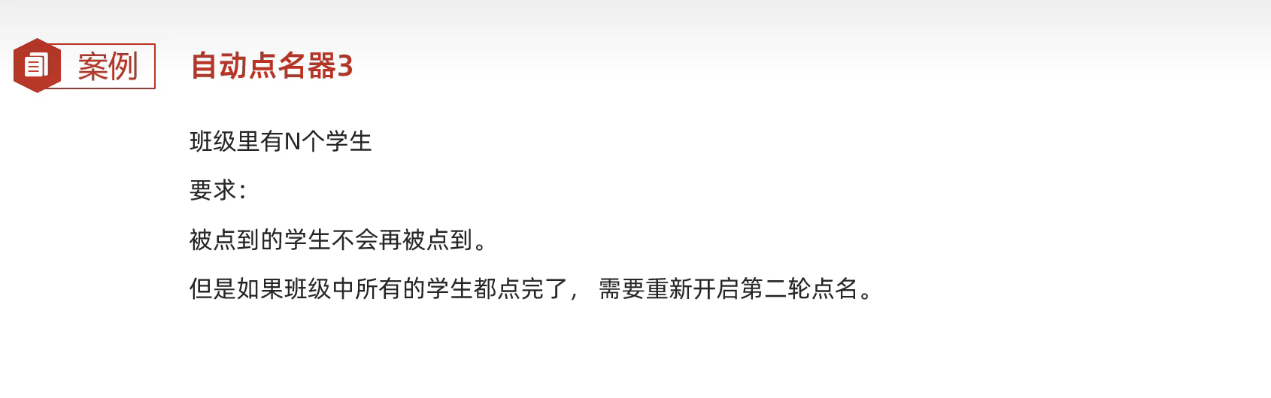 案例
自动点名器3
班级里有N个学生
要求：
被点到的学生不会再被点到。
但是如果班级中所有的学生都点完了， 需要重新开启第二轮点名。